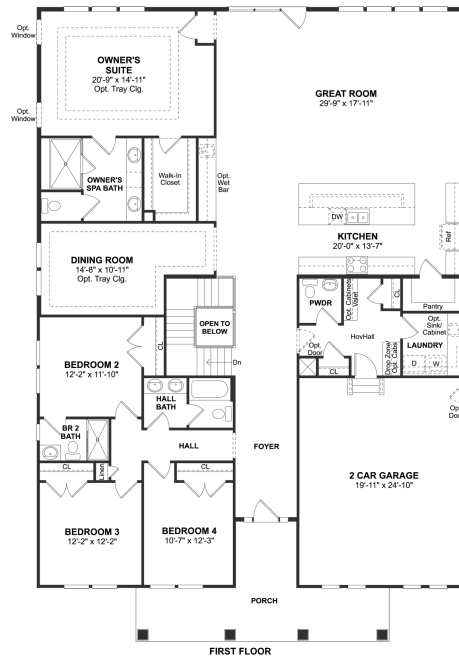 Opt.
Window
OWNER'S
SUITE
20'-9" x 14'-11"
Opt. Tray Clg.
GREAT ROOM
29'-9" x 17'-11"
Opt.
Window
OWNER'S
SPA BATH
Walk-In
Closet
Opt.
Wet
Bar
DW
KITCHEN
20'-0" x 13'-7"
Ref
DINING ROOM
14'-8" x 10'-11"
Opt. Tray Clg.
PWDR
Opt. Cabinets
Valet
CL
Pantry
OPEN TO
BELOW
Opt.
Door
HovHall
Opt.
Sink/
Cabinet
LAUNDRY
Dn
CL
BEDROOM 2
12'-2" x 11'-10"
CL
Drop Zone/
Opt. Cabs
D
W
HALL
BATH
BR 2
BATH
HALL
FOYER
CL
Linen
CL
2 CAR GARAGE
19'-11" x 24'-10"
BEDROOM 3
12'-2" x 12'-2"
BEDROOM 4
10'-7" x 12'-3"
PORCH
FIRST FLOOR